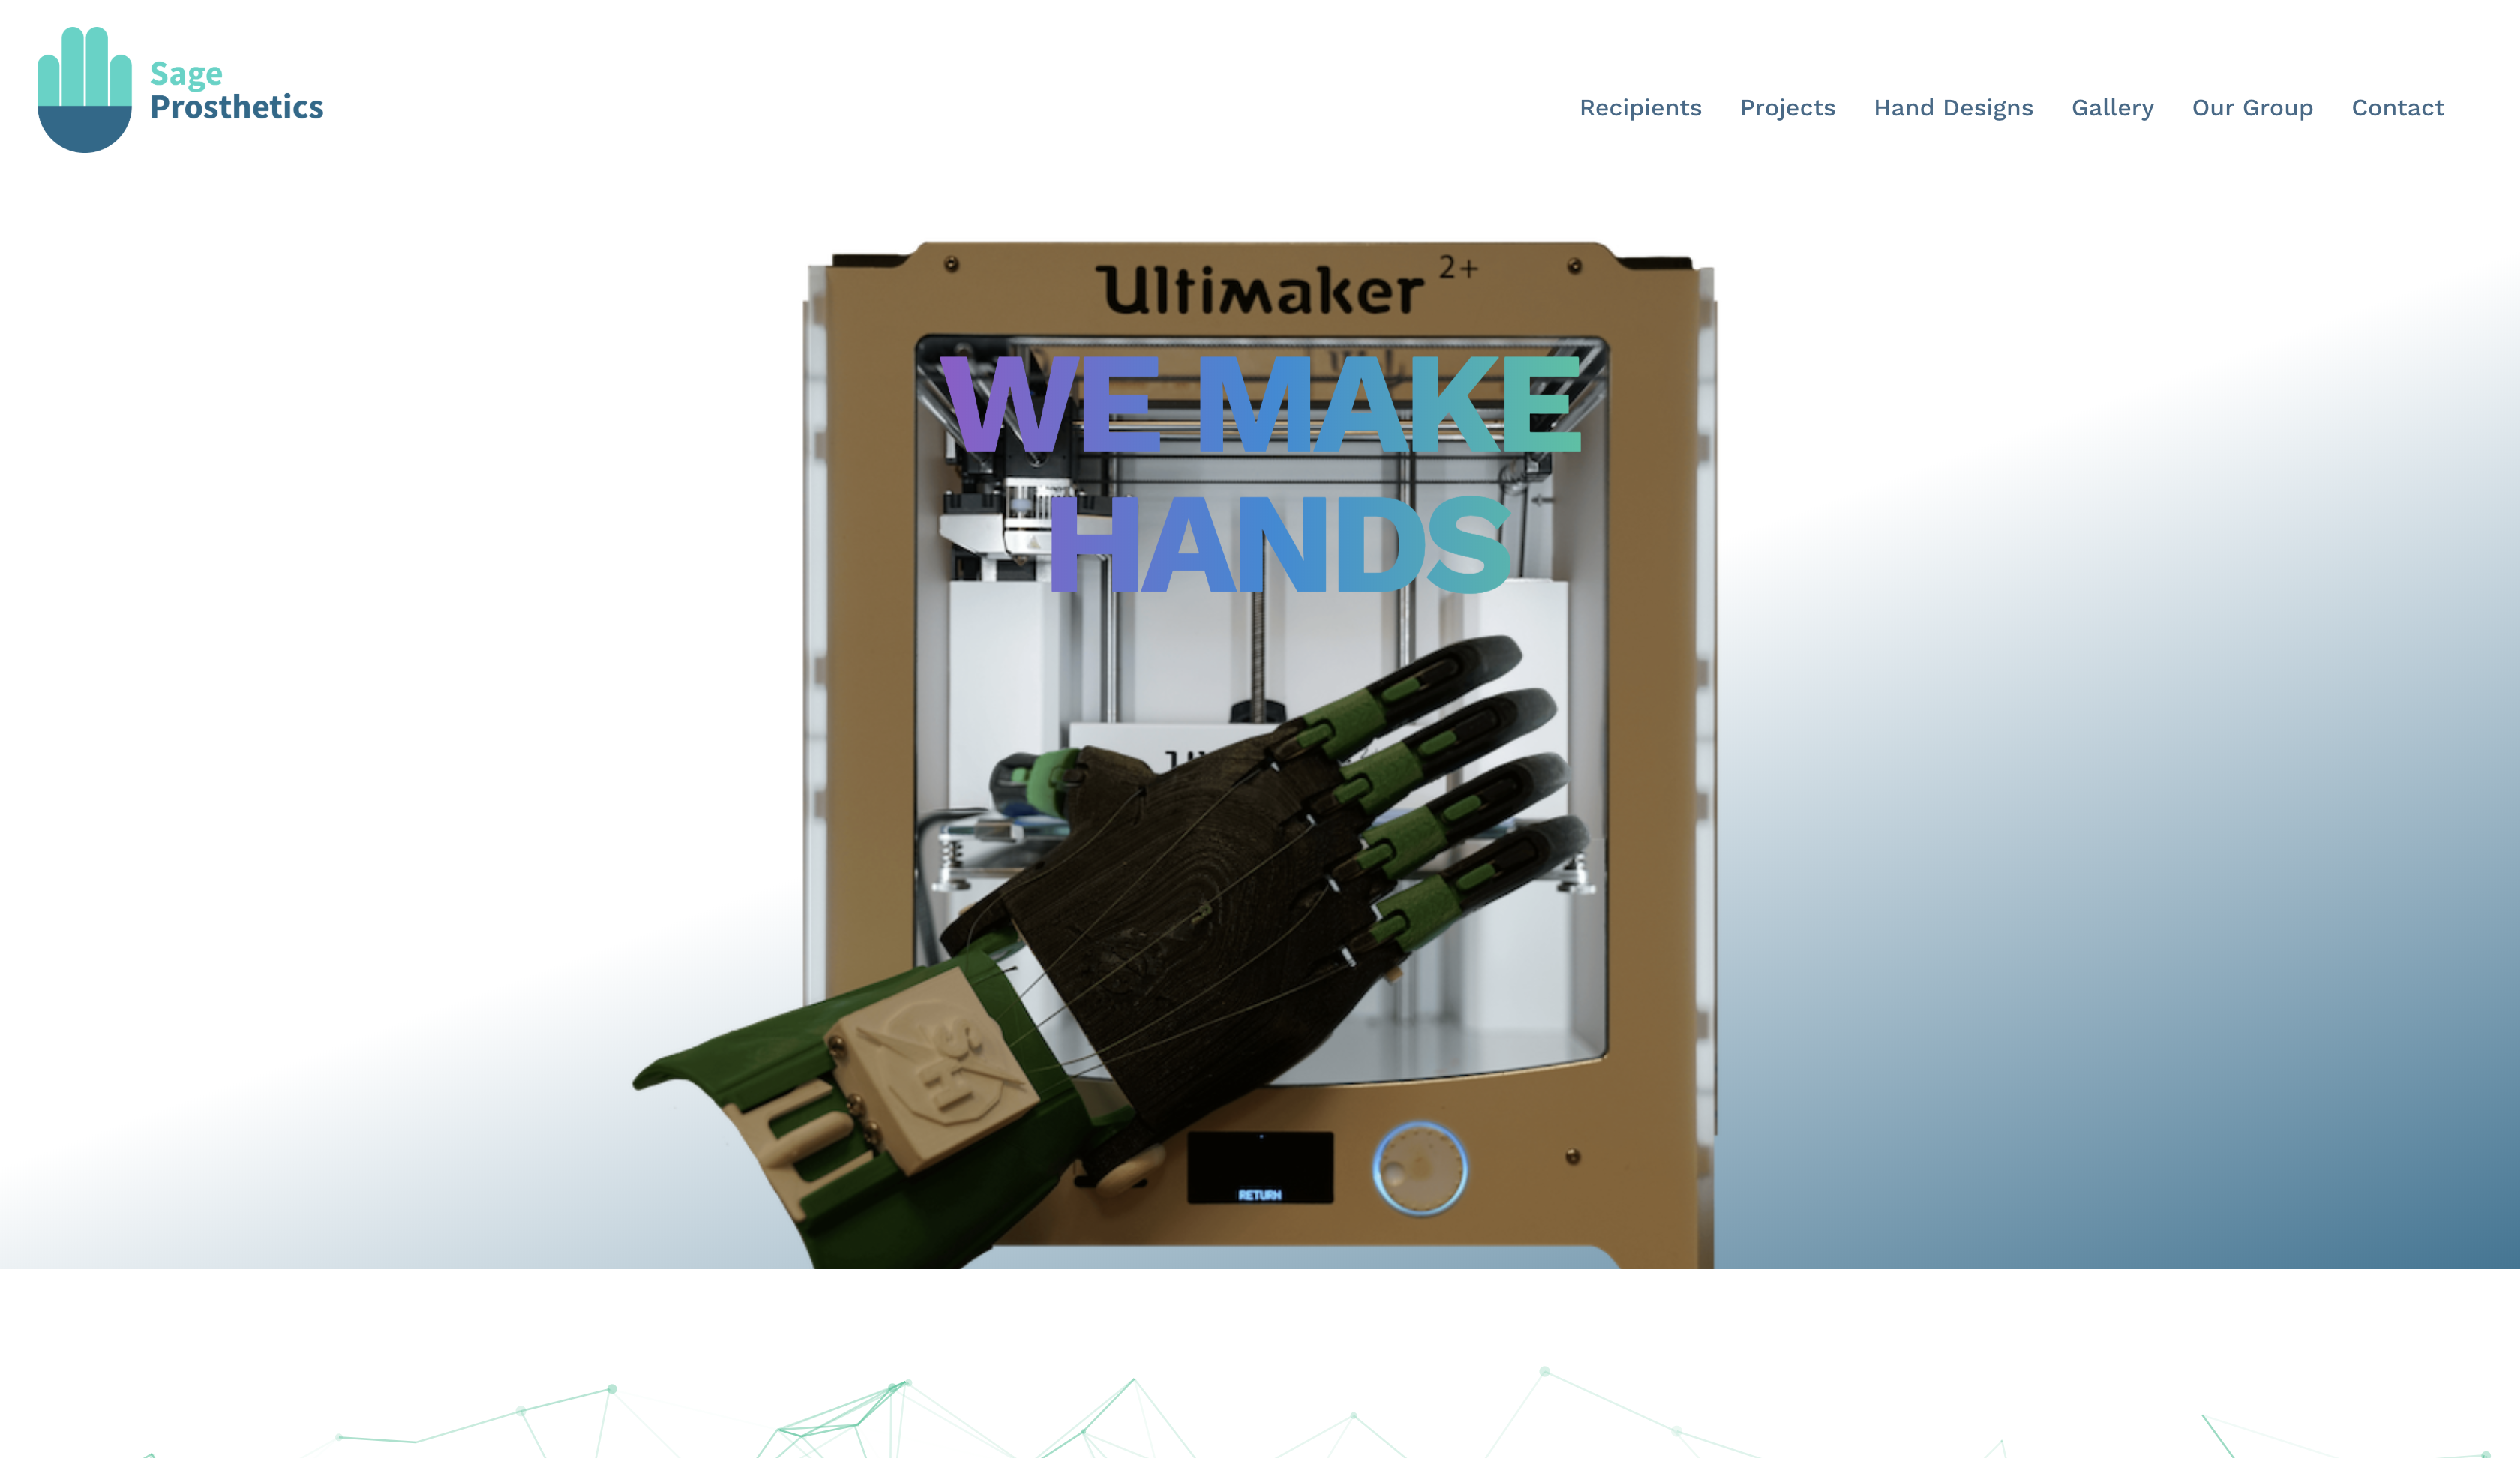 Sage
Prosthetics
Recipients Projects Hand Designs Gallery Our Group Contact
Ultimaker 2+
WE MAKE
HANDS
RETURN